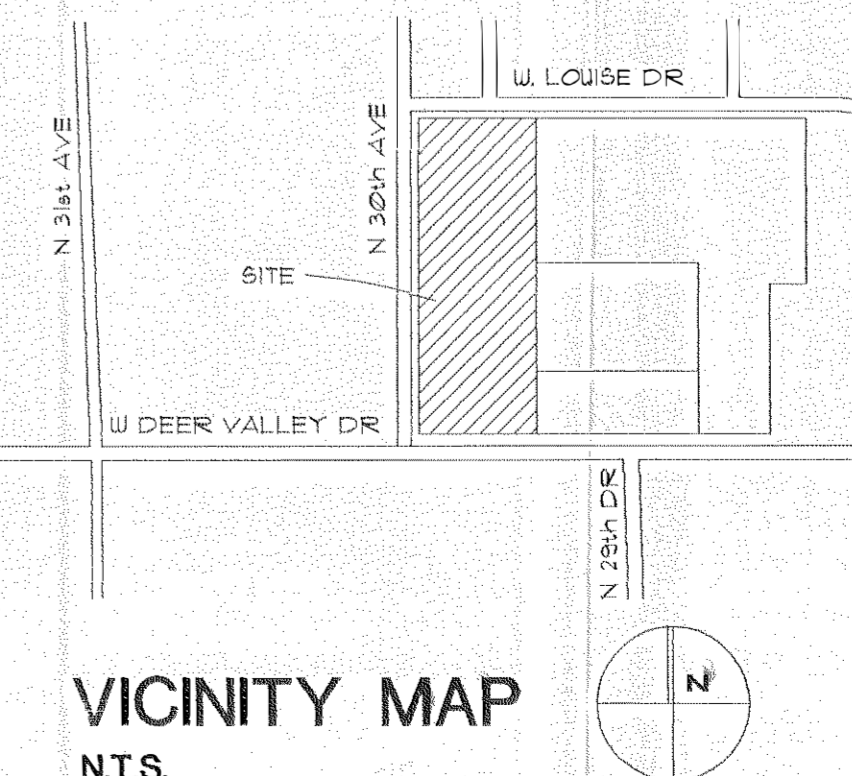 W. LOUISE DR
N 31st AVE
N 30th AVE
SITE
W DEER VALLEY DR
N 29th DR
VICINITY MAP
N
N.T.S.